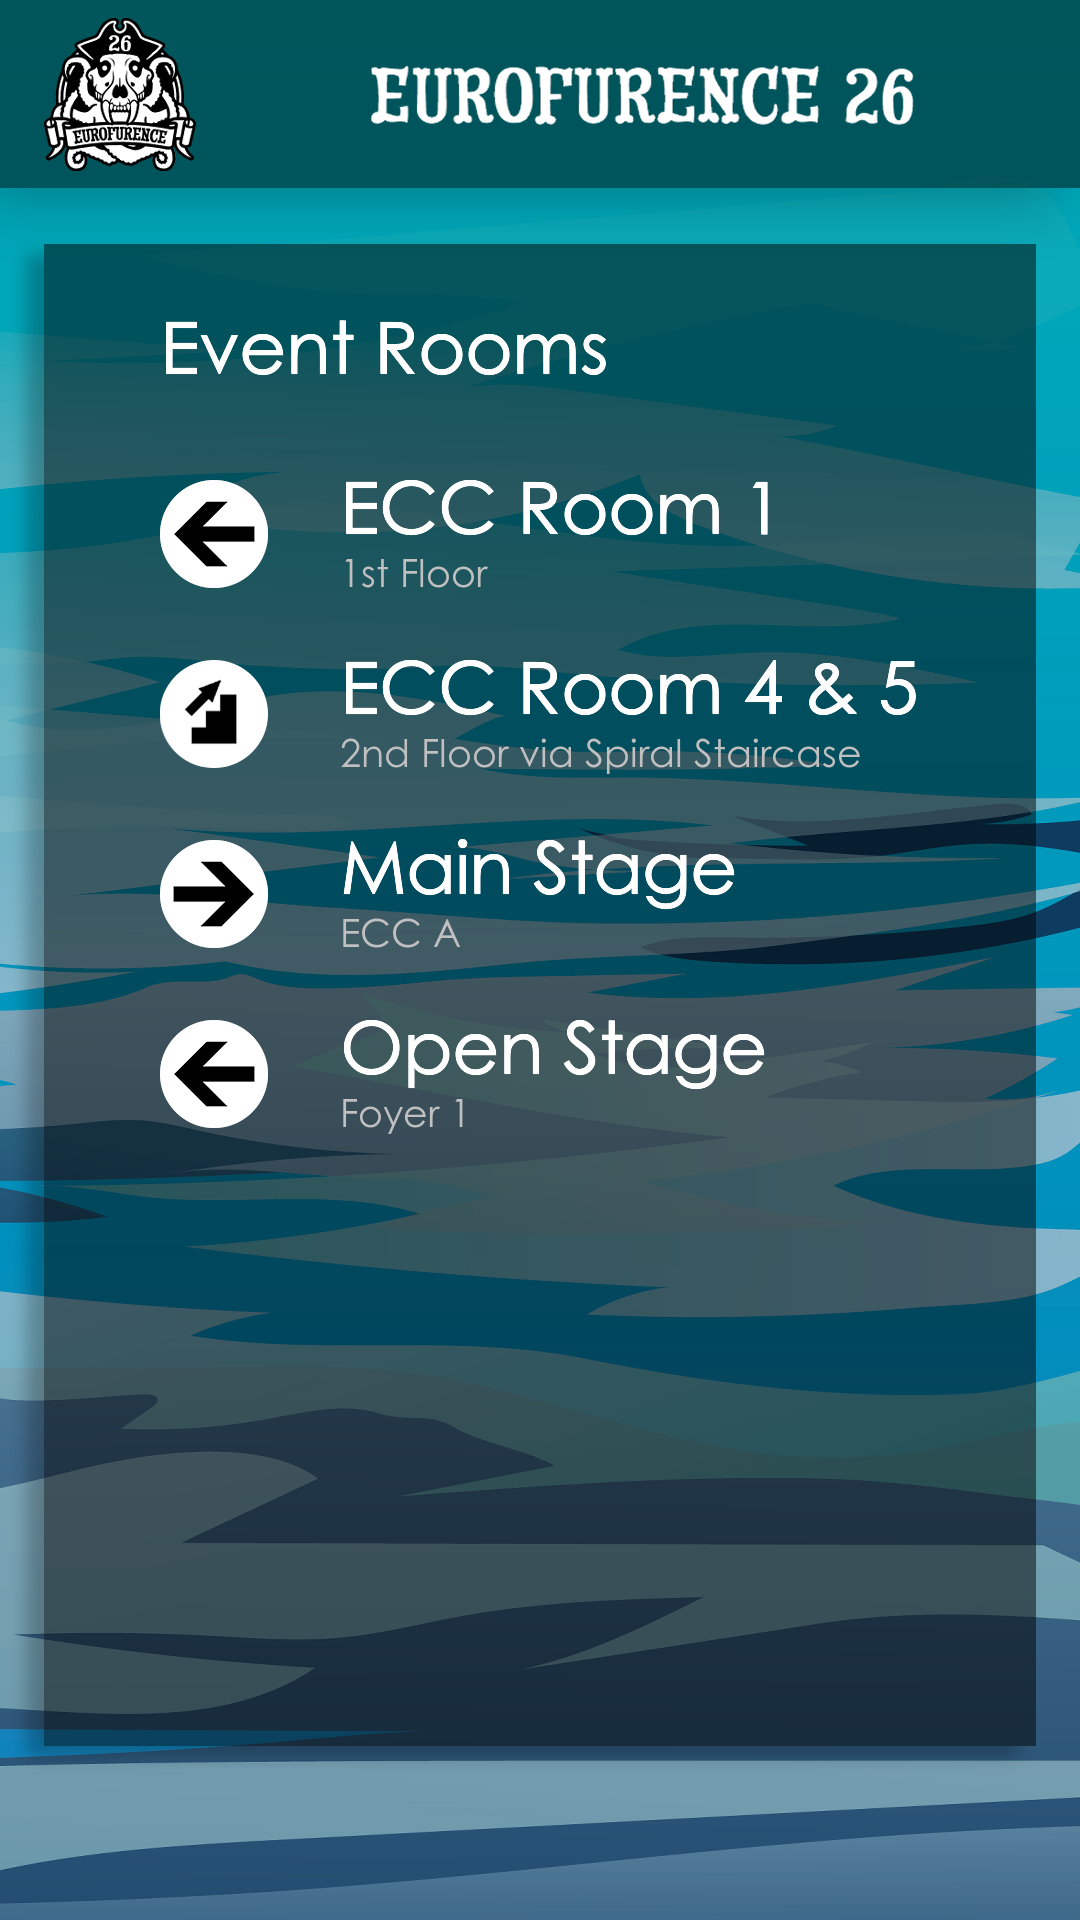 26
EUROFURENCE
EUROFURENCE 26
Event Rooms
ECC Room 1
1st Floor
ECC Room 4 & 5
2nd Floor via Spiral Staircase
Main Stage
ECC A
Open Stage
Foyer 1